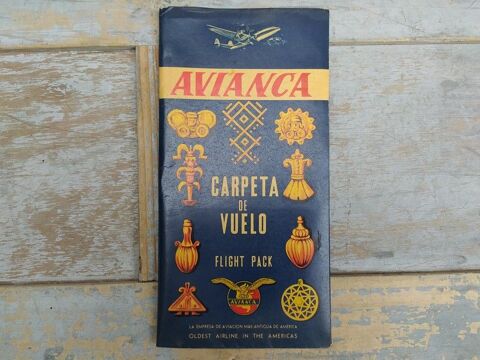 AVIANCA
CARPETA
DE
VUELO
FLIGHT PACK
AVIANCA
LA EMPRESA DE AVIACION MAS ANTIGUA DE AMERICA
OLDEST AIRLINE IN THE AMERICAS